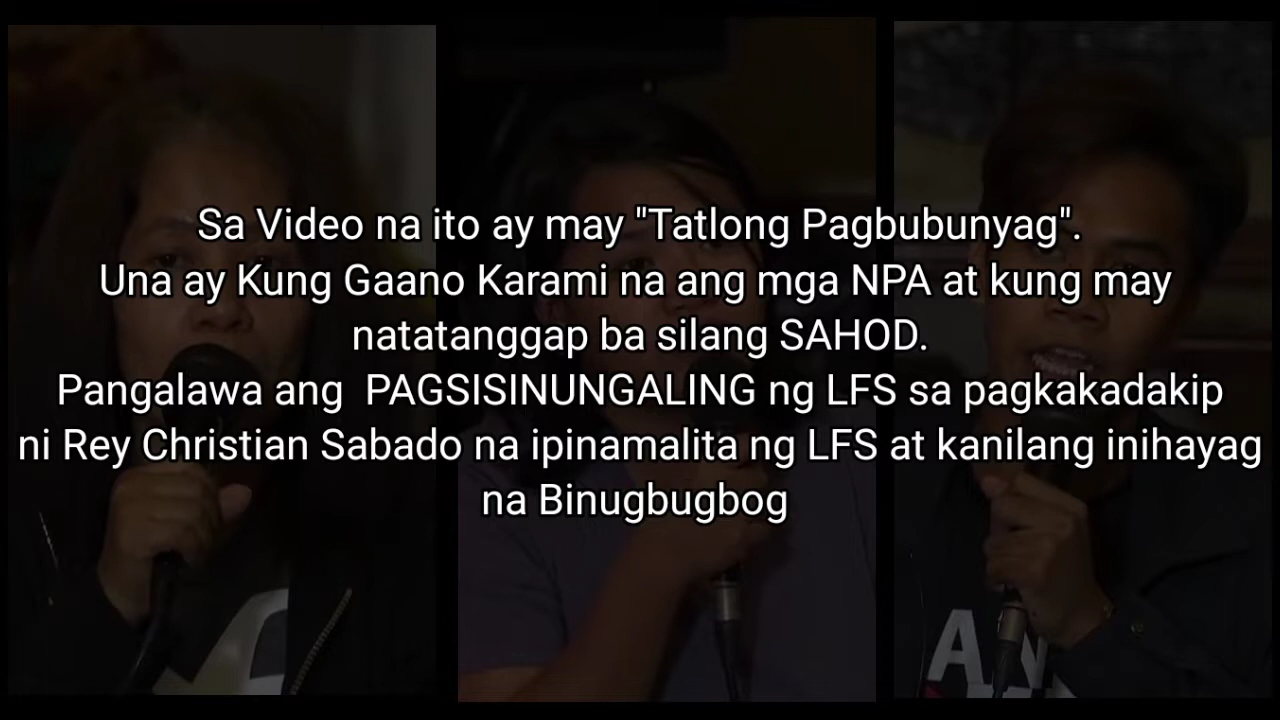 Sa Video na ito ay may "Tatlong Pagbubunyag".
Una ay Kung Gaano Karami na ang mga NPA at kung may
natatanggap ba silang SAHOD.
Pangalawa ang PAGSISINUNGALING ng LFS sa pagkakadakip
ni Rey Christian Sabado na ipinamalita ng LFS at kanilang inihayag
na Binugbugbog
AN